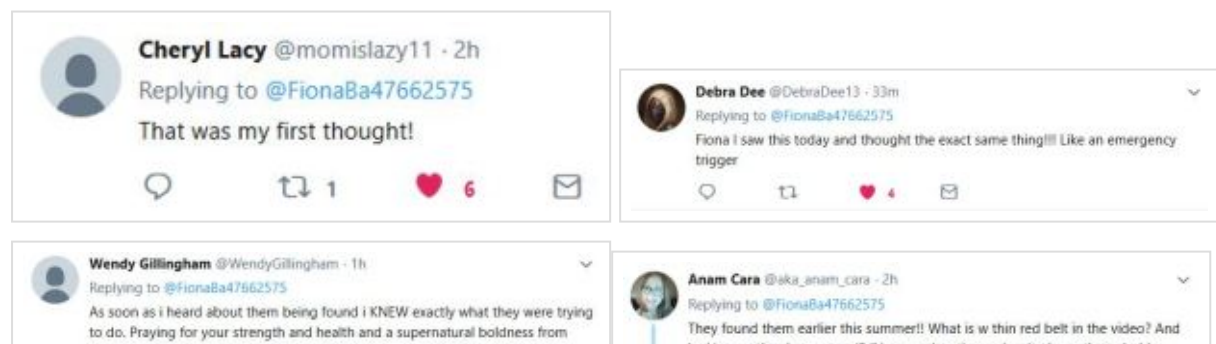 Cheryl Lacy @momislazy11 · 2h
Replying to @FionaBa47662575
That was my first thought!
1 6
Debra Dee @DebraDee13 · 33m
Replying to @FionaBa47662575
Fiona I saw this today and thought the exact same thing!!! Like an emergency
trigger
4
Wendy Gillingham @WendyGillingham · 1h
Replying to @FionaBa47662575
As soon as i heard about them being found i KNEW exactly what they were trying
to do. Praying for your strength and health and a supernatural boldness from
Anam Cara @aka_anam_cara · 2h
Replying to @FionaBa47662575
They found them earlier this summer!! What is w thin red belt in the video? And